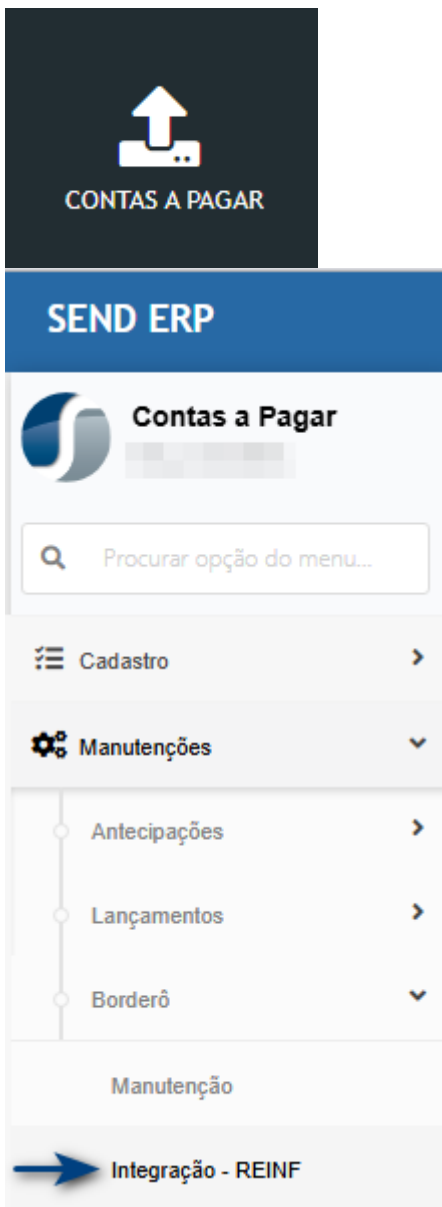 CONTAS A PAGAR
SEND ERP
Contas a Pagar
Procurar opção do menu...
Cadastro
Manutenções
Antecipações
Lançamentos
Borderô
Manutenção
Integração - REINF